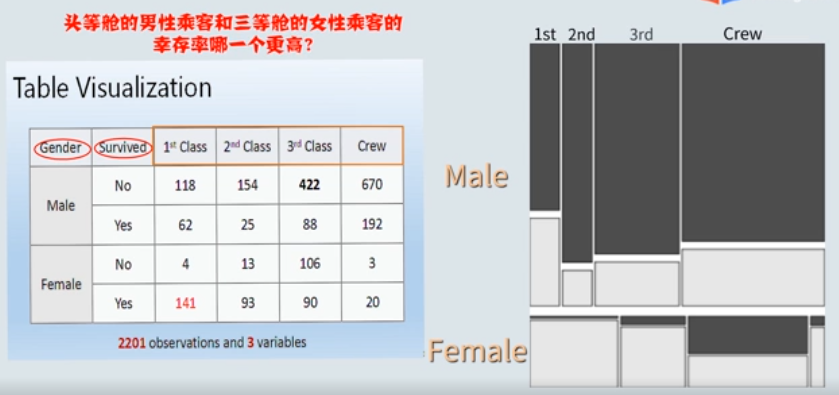 头等舱的男性乘客和三等舱的女性乘客的
幸存率哪一个更高?
Table Visualization
Gender Survived 1st Class 2nd Class 3rd Class Crew
Male
No 118 154 422 670
Yes 62 25 88 192
Female
No 4 13 106 3
Yes 141 93 90 20
2201 observations and 3 variables
1st 2nd 3rd Crew
Male
Female